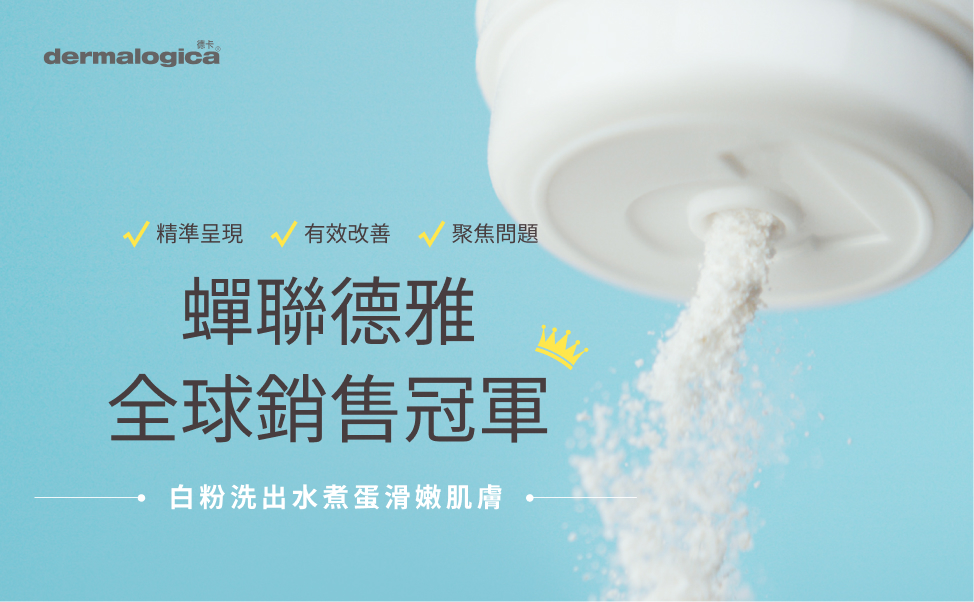 德卡
dermalogica®
精準呈現 有效改善 聚焦問題
蟬聯德雅
全球銷售冠軍
白粉洗出水煮蛋滑嫩肌膚